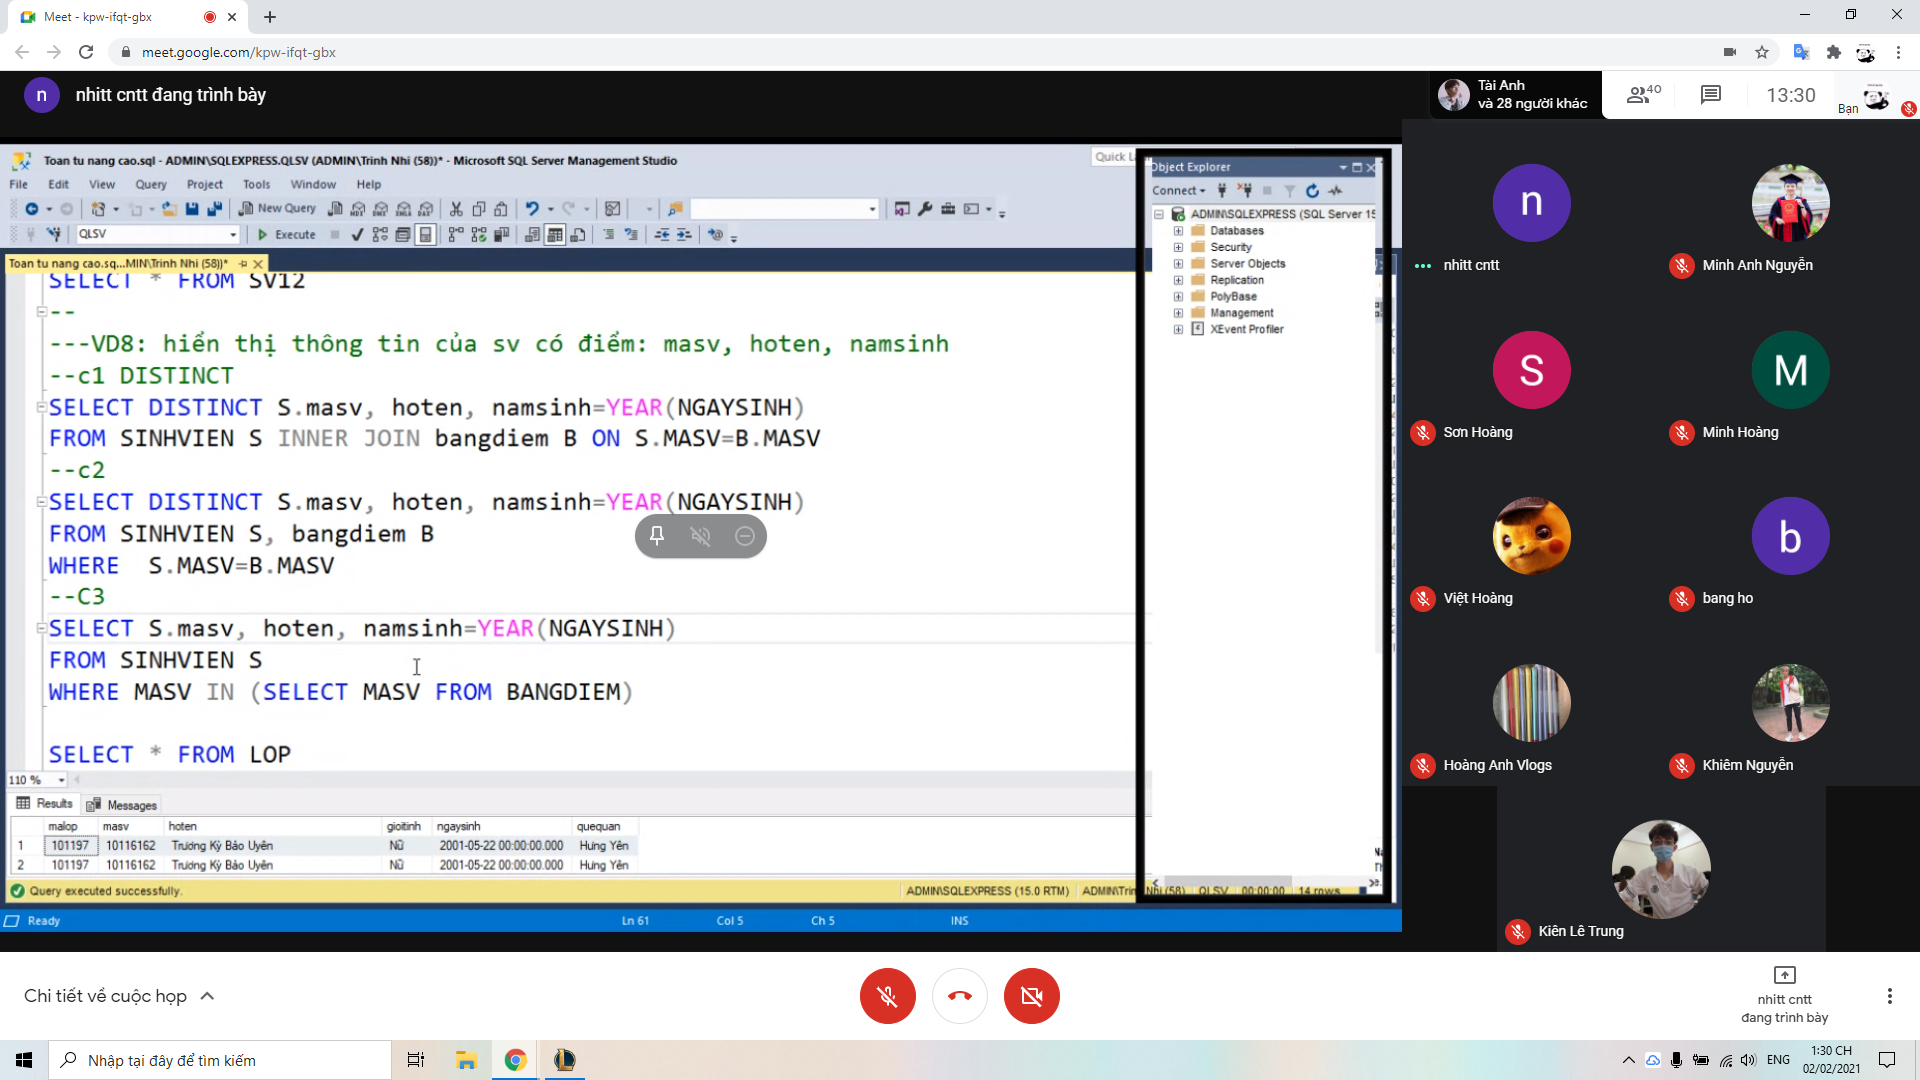 Meet - kpw-ifqt-gbx
meet.google.com/kpw-ifqt-gbx
n
nhitt cntt đang trình bày
Tài Anh
và 28 người khác
40
13:30
Bạn
Toan tu nang cao.sql - ADMIN\SQLEXPRESS.QLSV (ADMIN\Trinh Nhi (58))* - Microsoft SQL Server Management Studio
Quick
File Edit View Query Project Tools Window Help
New Query
QLSV
Execute
Toan tu nang cao.sq...MIN\Trinh Nhi (58))*
SELECT * FROM SV12
--
---VD8: hiển thị thông tin của sv có điểm: masv, hoten, namsinh
--c1 DISTINCT
SELECT DISTINCT S.masv, hoten, namsinh=YEAR(NGAYSINH)
FROM SINHVIEN S INNER JOIN bangdiem B ON S.MASV=B.MASV
--c2
SELECT DISTINCT S.masv, hoten, namsinh=YEAR(NGAYSINH)
FROM SINHVIEN S, bangdiem B
WHERE S.MASV=B.MASV
--C3
SELECT S.masv, hoten, namsinh=YEAR(NGAYSINH)
FROM SINHVIEN S
WHERE MASV IN (SELECT MASV FROM BANGDIEM)
SELECT * FROM LOP
110 %
Results Messages
malop masv hoten gioitinh ngaysinh quequan
1 101197 10116162 Trương Kỳ Bảo Uyên Nữ 2001-05-22 00:00:00.000 Hưng Yên
2 101197 10116162 Trương Kỳ Bảo Uyên Nữ 2001-05-22 00:00:00.000 Hưng Yên
Query executed successfully.
ADMIN\SQLEXPRESS (15.0 RTM) ADMIN\Trinh Nhi (58) QLSV 00:00:00 14 rows
Ready
Ln 61 Col 5 Ch 5 INS
Object Explorer
Connect
ADMIN\SQLEXPRESS (SQL Server 15
Databases
Security
Server Objects
Replication
PolyBase
Management
XEvent Profiler
n
nhitt cntt
Minh Anh Nguyễn
S
Sơn Hoàng
M
Minh Hoàng
Việt Hoàng
b
bang ho
Hoàng Anh Vlogs
Khiêm Nguyễn
Kiên Lê Trung
Chi tiết về cuộc họp
nhitt cntt
đang trình bày
Nhập tại đây để tìm kiếm
ENG
1:30 CH
02/02/2021